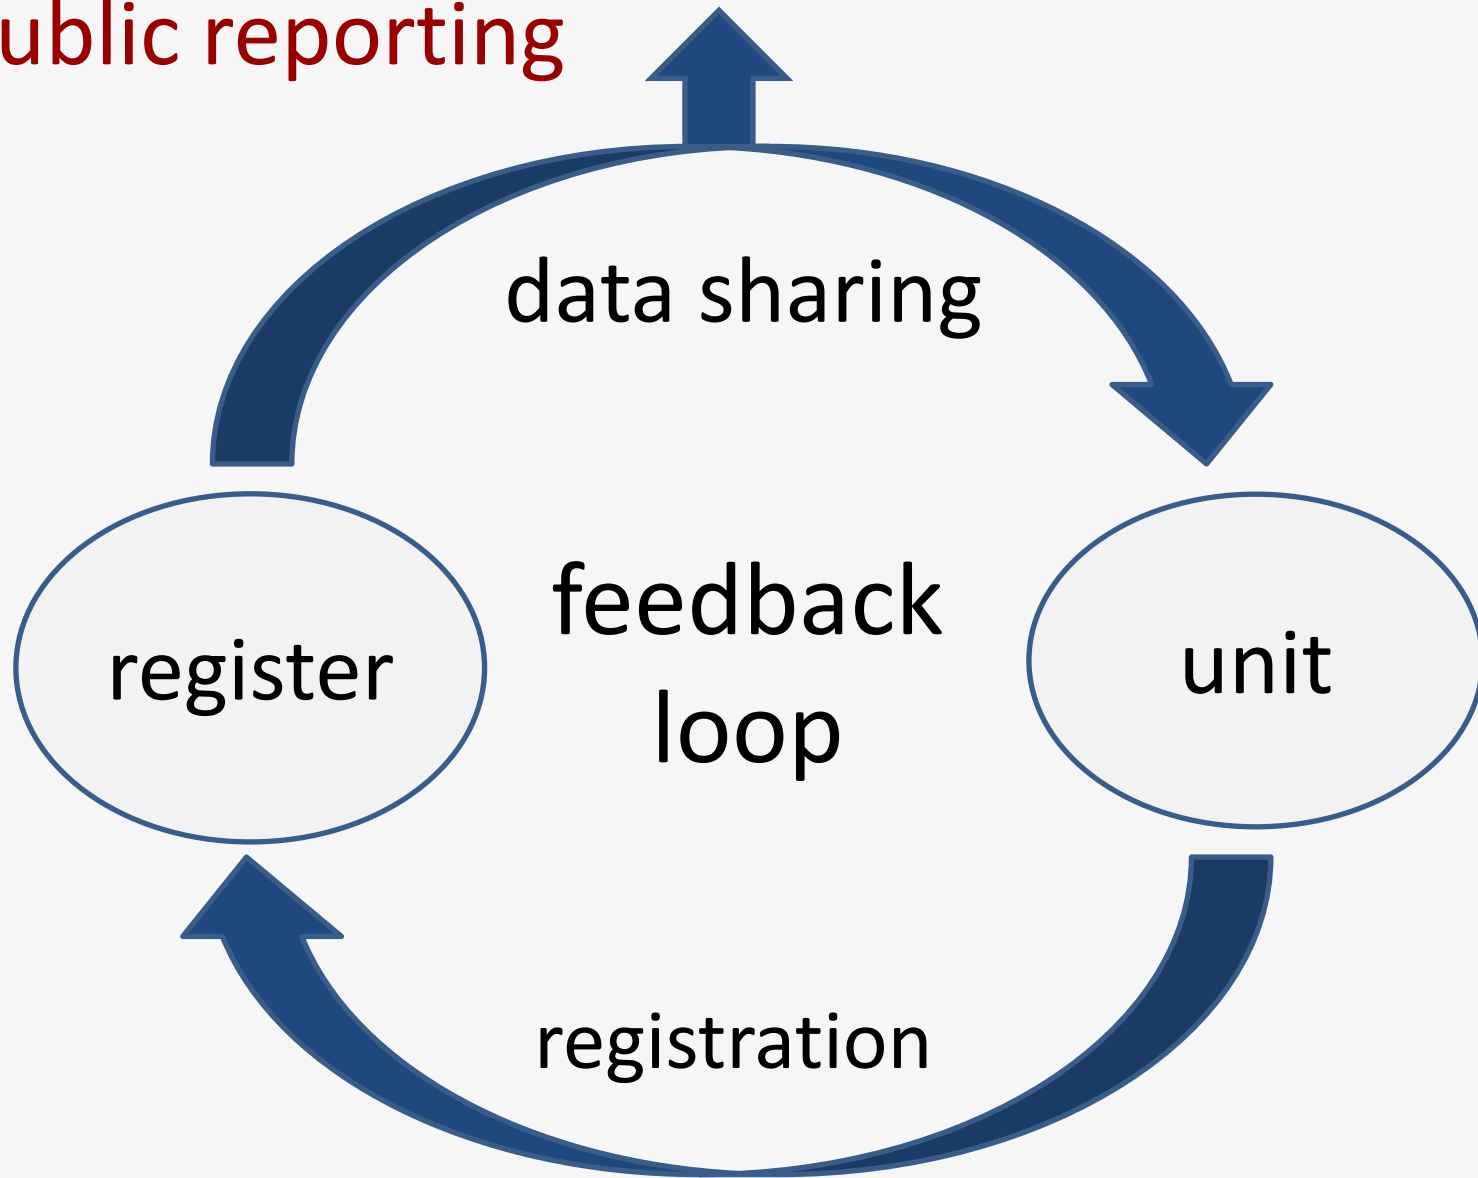 ublic reporting
data sharing
feedback
loop
register
unit
registration